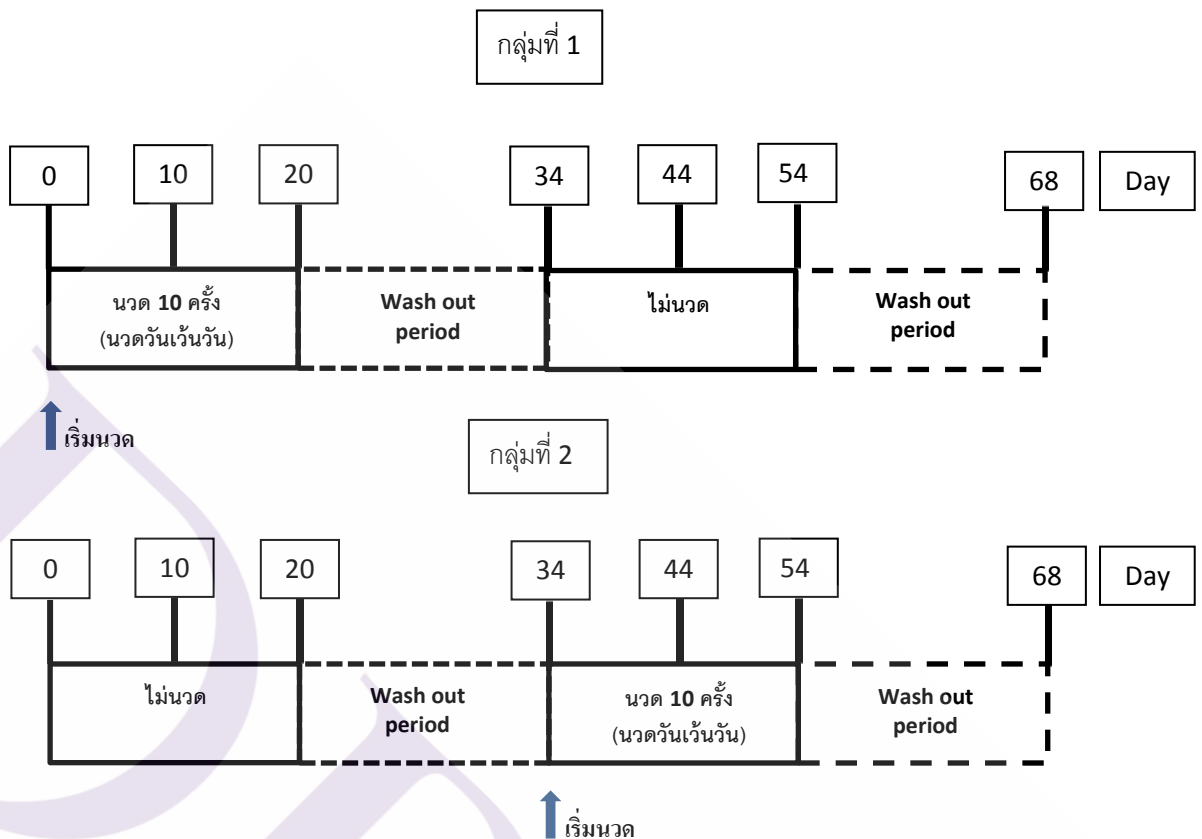 กลุ่มที่ 1
0 10 20 34 44 54 68 Day
นวด 10 ครั้ง
(นวดวันเว้นวัน)
Wash out
period
ไม่นวด
Wash out
period
เริ่มนวด
กลุ่มที่ 2
0 10 20 34 44 54 68 Day
ไม่นวด
Wash out
period
นวด 10 ครั้ง
(นวดวันเว้นวัน)
Wash out
period
เริ่มนวด